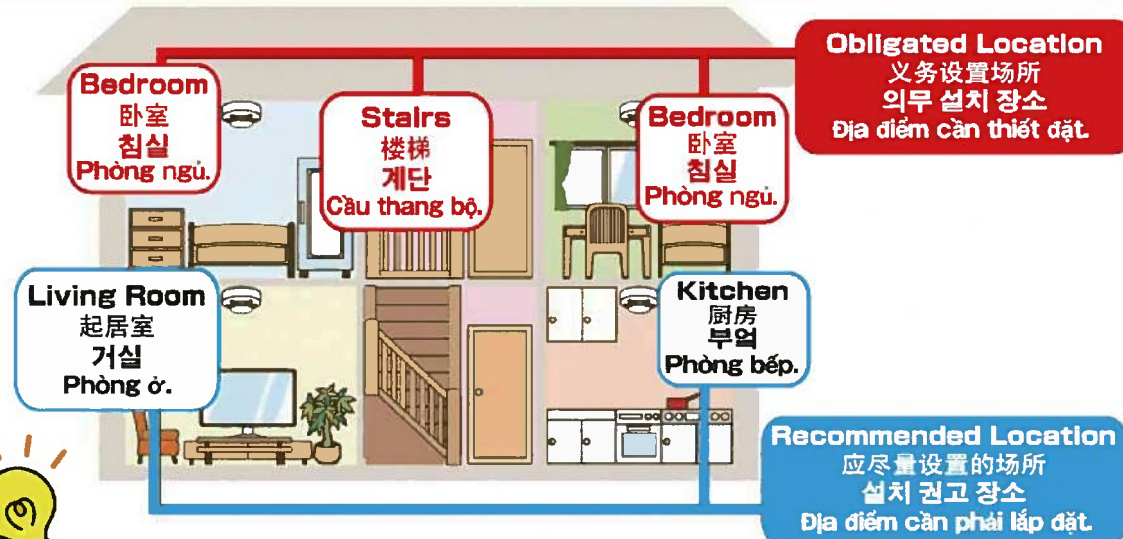 Obligated Location
义务设置场所
의무 설치 장소
Địa điểm cần thiết đặt.
Bedroom
卧室
침실
Phòng ngủ.
Stairs
楼梯
계단
Cầu thang bộ.
Bedroom
卧室
침실
Phòng ngủ.
Living Room
起居室
거실
Phòng ở.
Kitchen
厨房
부엌
Phòng bếp.
Recommended Location
应尽量设置的场所
설치 권고 장소
Địa điểm cần phải lắp đặt.